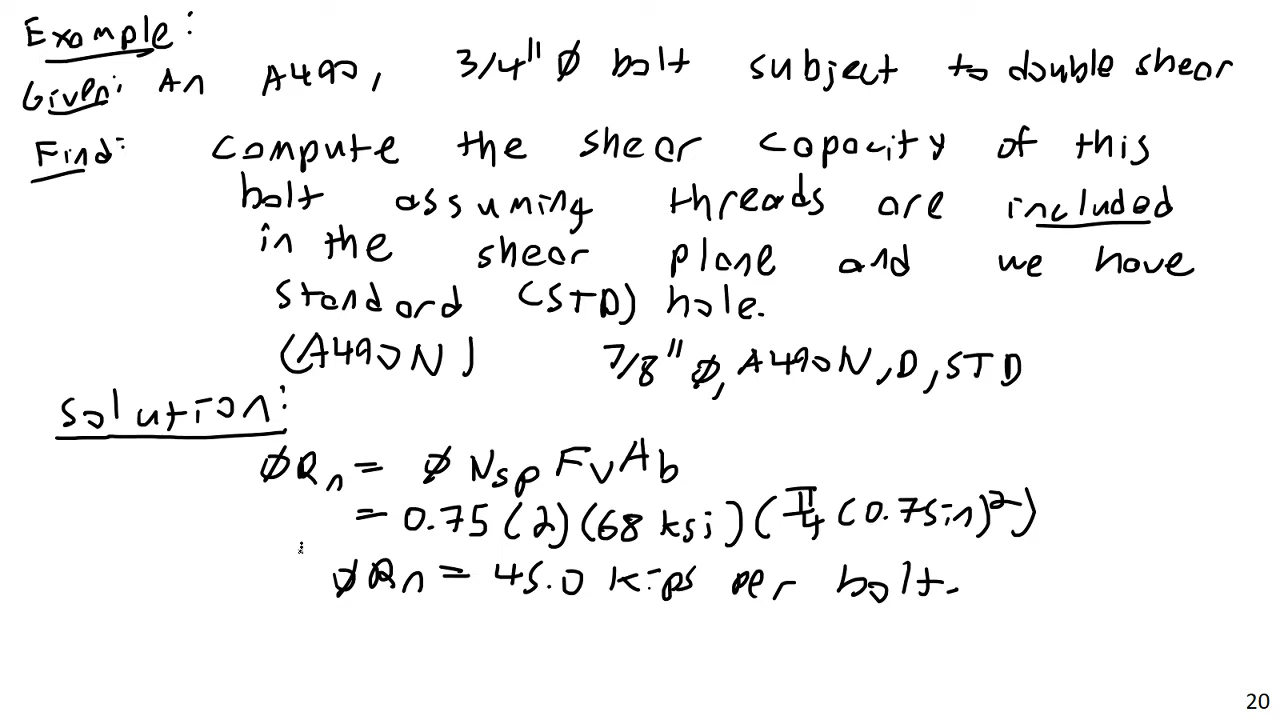 Example:
Given: An A490, 3/4" Ø bolt subject to double shear
Find: compute the shear capacity of this
bolt assuming threads are included
in the shear plane and we have
standard (STD) hole.
(A490N) 7/8" Ø, A490N, D, STD
Solution:
ØRn = Ø Nsp Fv Ab
= 0.75 (2) (68 ksi) (π/4 (0.75in)²)
ØRn = 45.0 kips per bolt.
20